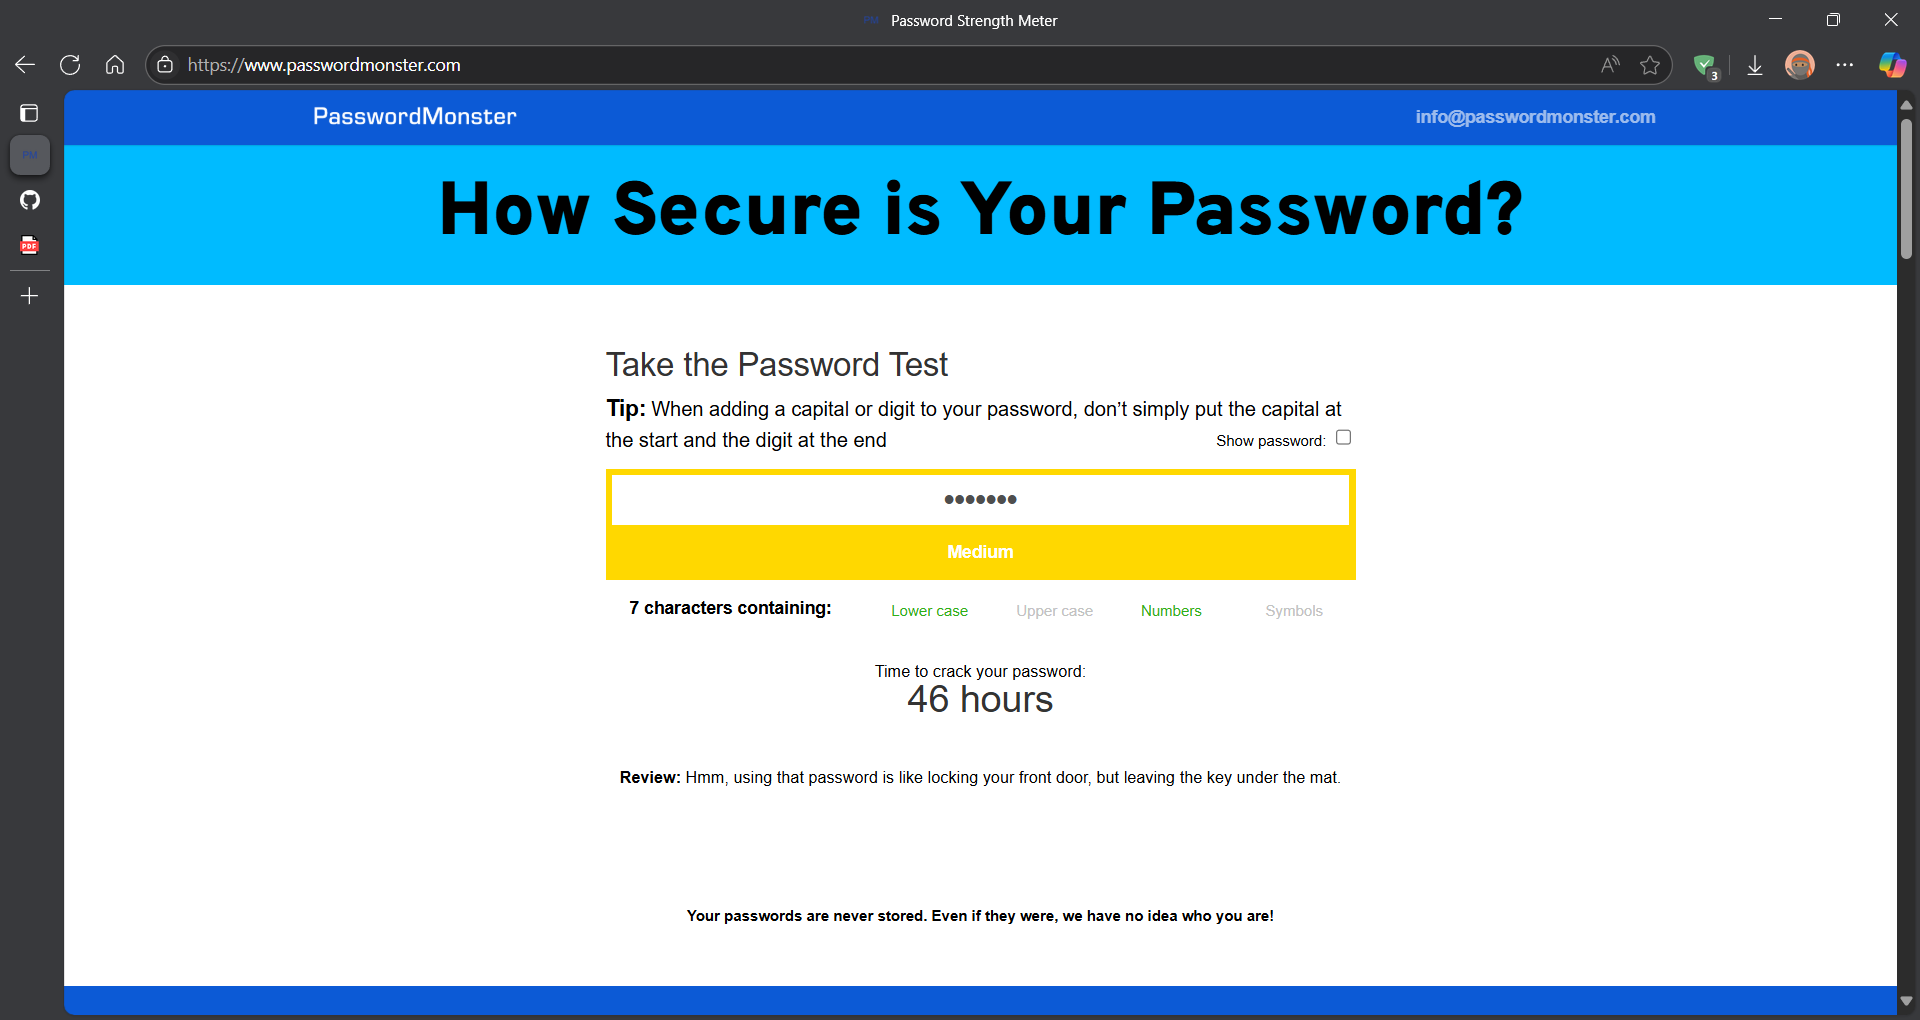 PM Password Strength Meter
https://www.passwordmonster.com
3
PM
PDF
PasswordMonster
info@passwordmonster.com
How Secure is Your Password?
Take the Password Test
Tip: When adding a capital or digit to your password, don’t simply put the capital at
the start and the digit at the end
Show password:
•••••••
Medium
7 characters containing:
Lower case
Upper case
Numbers
Symbols
Time to crack your password:
46 hours
Review: Hmm, using that password is like locking your front door, but leaving the key under the mat.
Your passwords are never stored. Even if they were, we have no idea who you are!